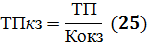 ТПкз = ТП / Кокз (25)